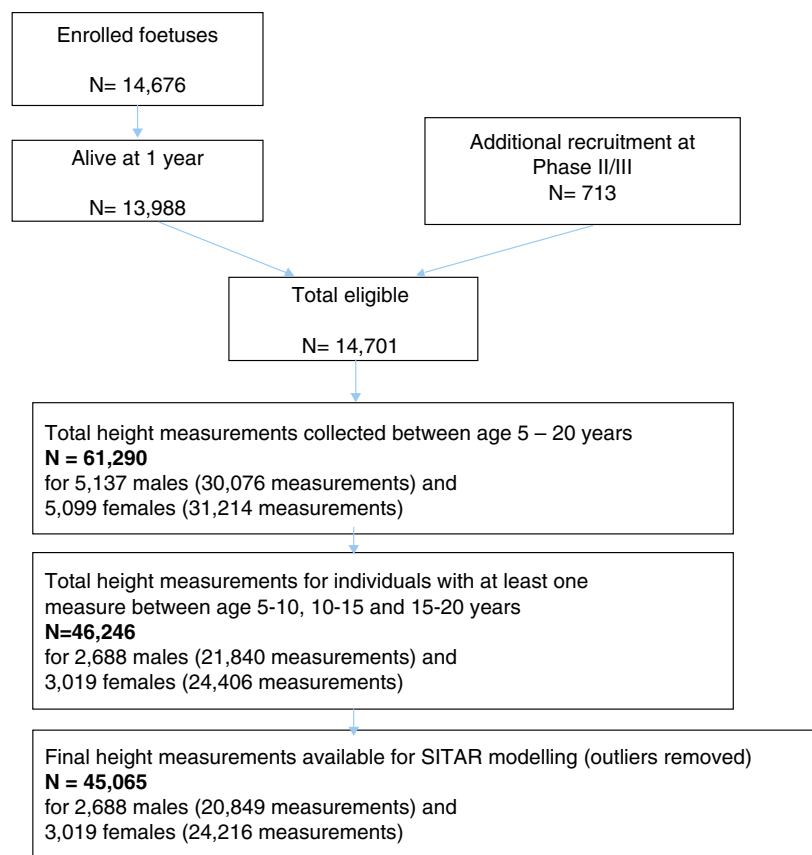 Enrolled foetuses
N= 14,676
Alive at 1 year
N= 13,988
Additional recruitment at
Phase II/III
N= 713
Total eligible
N= 14,701
Total height measurements collected between age 5 – 20 years
N = 61,290
for 5,137 males (30,076 measurements) and
5,099 females (31,214 measurements)
Total height measurements for individuals with at least one
measure between age 5-10, 10-15 and 15-20 years
N=46,246
for 2,688 males (21,840 measurements) and
3,019 females (24,406 measurements)
Final height measurements available for SITAR modelling (outliers removed)
N = 45,065
for 2,688 males (20,849 measurements) and
3,019 females (24,216 measurements)